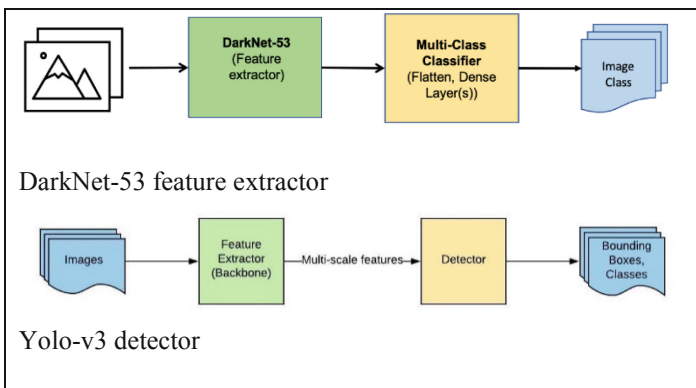 DarkNet-53
(Feature
extractor)
Multi-Class
Classifier
(Flatten, Dense
Layer(s))
Image
Class
DarkNet-53 feature extractor
Images
Feature
Extractor
(Backbone)
Multi-scale features
Detector
Bounding
Boxes,
Classes
Yolo-v3 detector